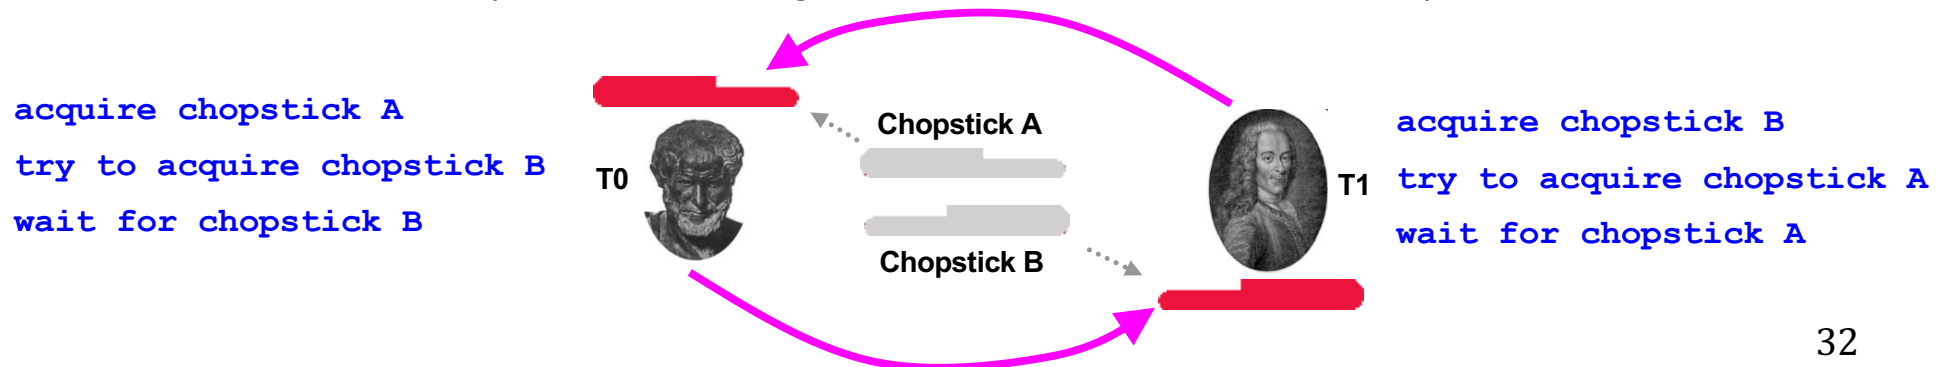 acquire chopstick A
try to acquire chopstick B
wait for chopstick B
T0
Chopstick A
Chopstick B
T1
acquire chopstick B
try to acquire chopstick A
wait for chopstick A
32